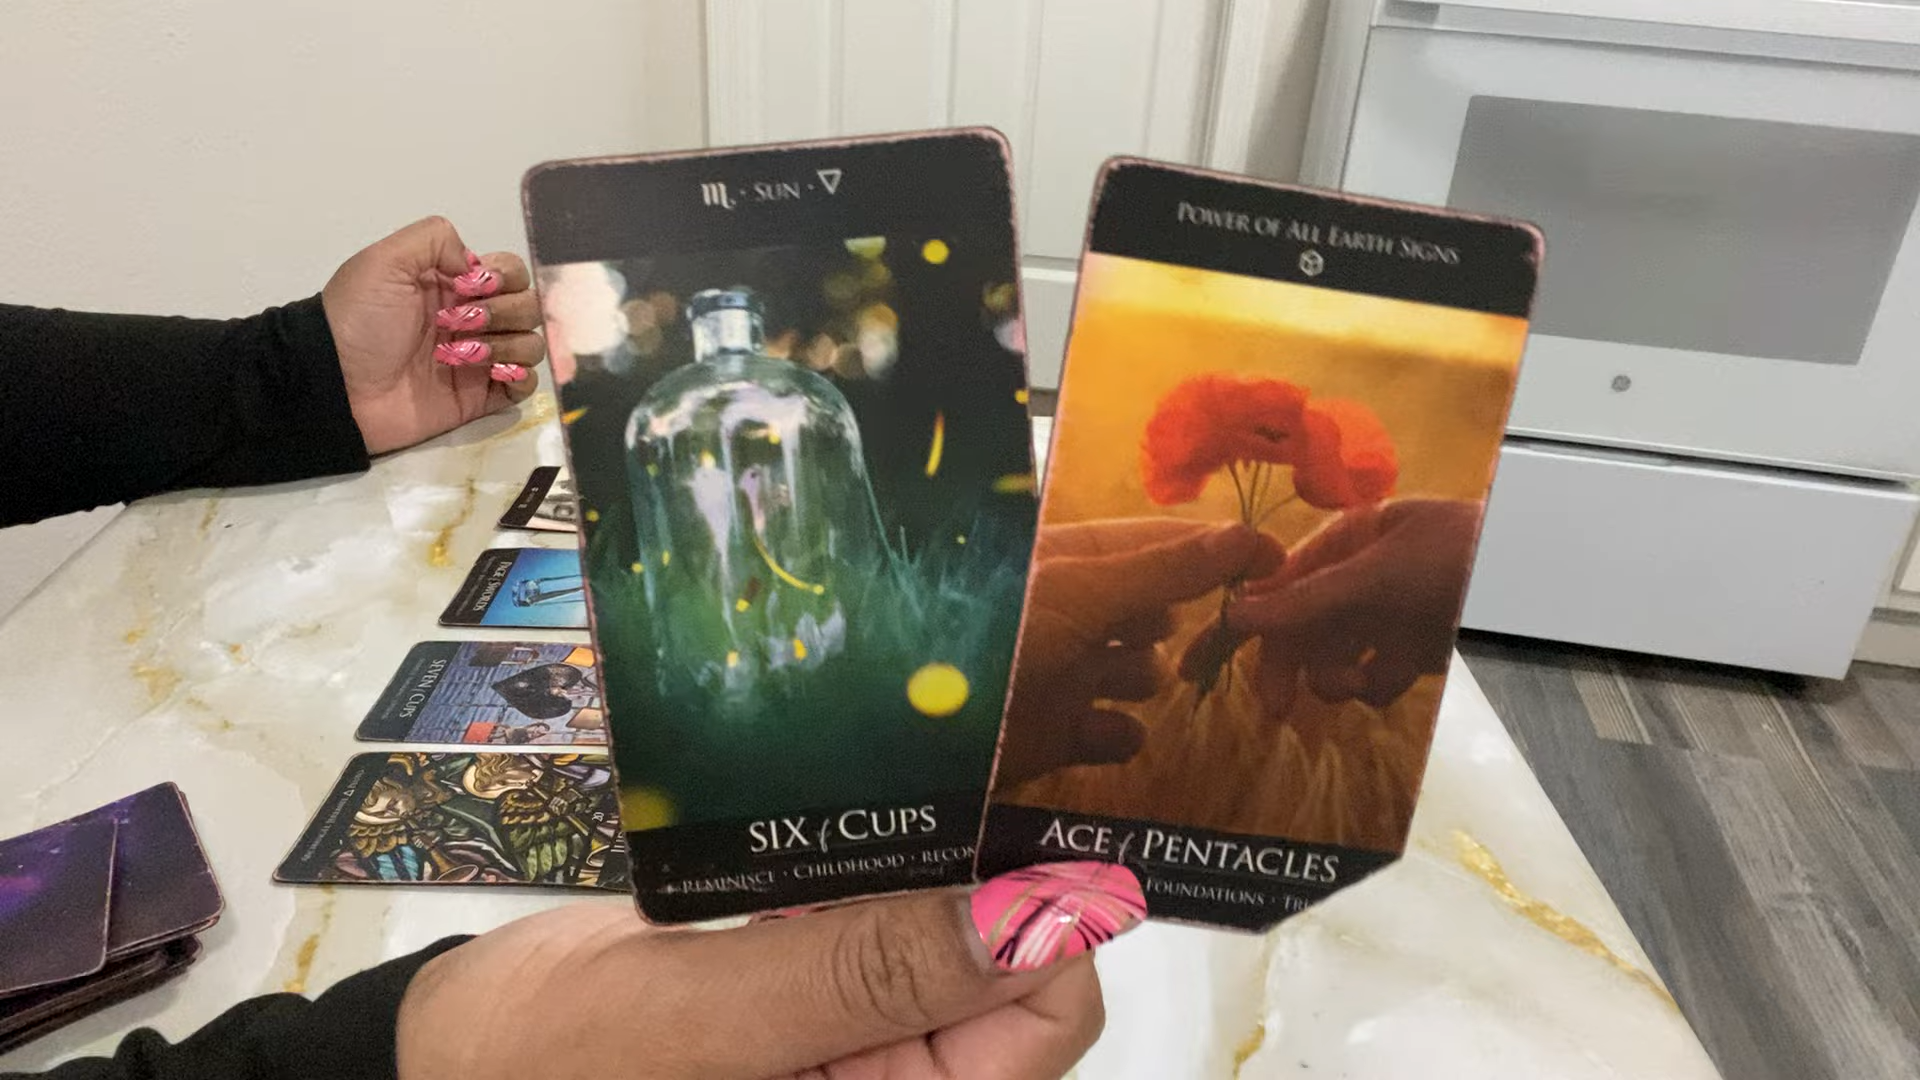 ♏ · SUN · 🜄
SIX of CUPS
REMINISCE · CHILDHOOD · RECON
POWER OF ALL EARTH SIGNS
ACE of PENTACLES
FOUNDATIONS
PAGE of SWORDS
SEVEN of CUPS
20